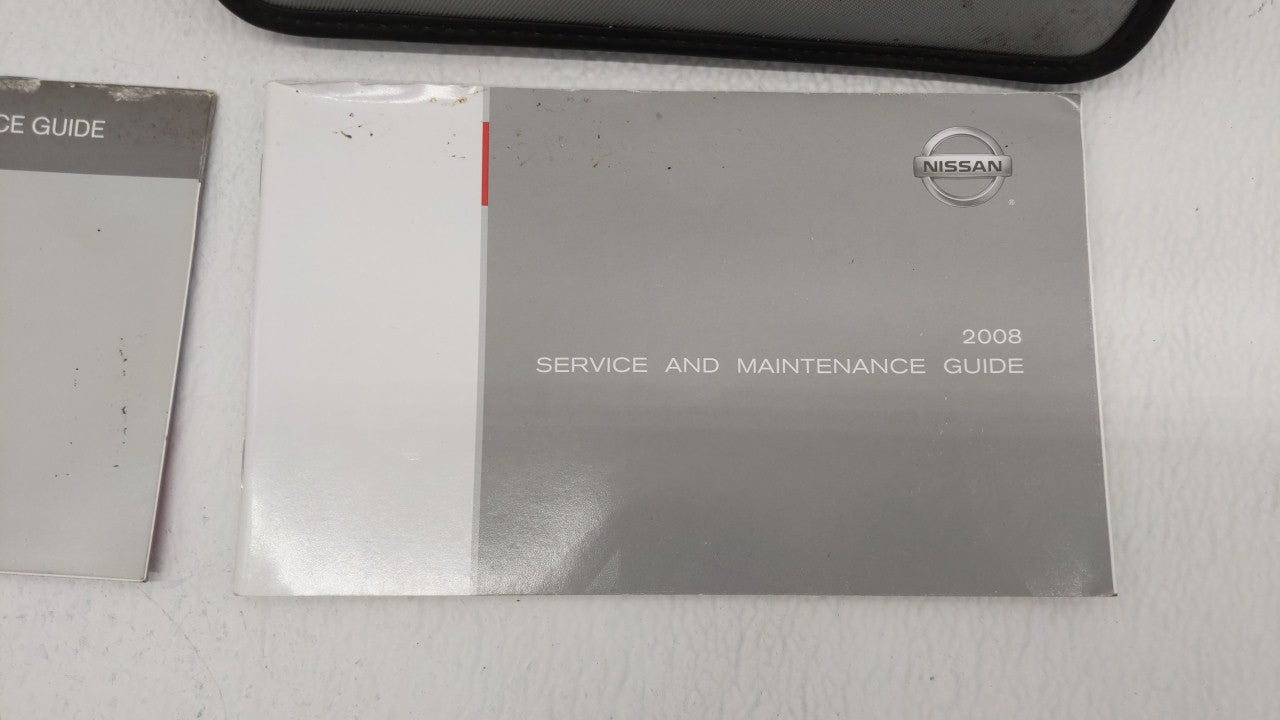 CE GUIDE
NISSAN
®
2008
SERVICE AND MAINTENANCE GUIDE